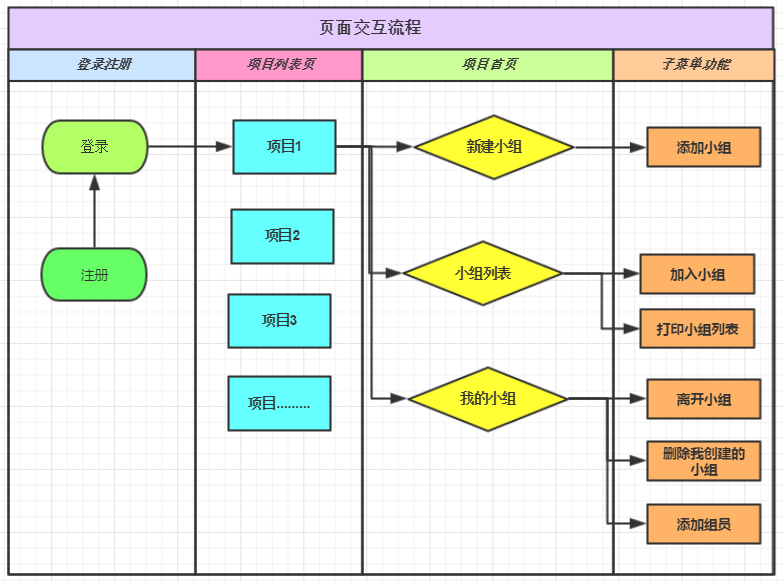 页面交互流程
登录注册
项目列表页
项目首页
子菜单功能
登录
项目1
新建小组
添加小组
项目2
注册
小组列表
加入小组
项目3
打印小组列表
项目.........
我的小组
离开小组
删除我创建的
小组
添加组员